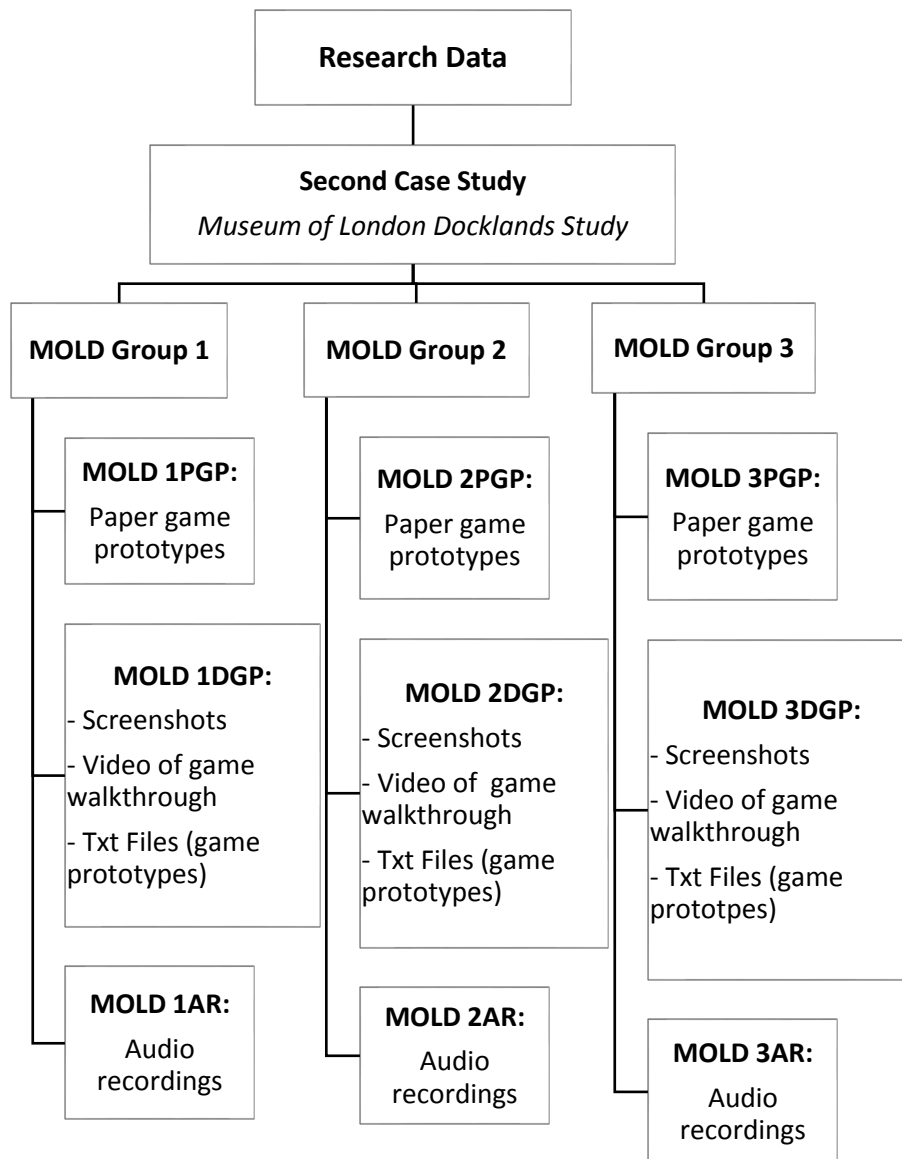 Research Data
Second Case Study
Museum of London Docklands Study
MOLD Group 1
MOLD Group 2
MOLD Group 3
MOLD 1PGP:
Paper game
prototypes
MOLD 2PGP:
Paper game
prototypes
MOLD 3PGP:
Paper game
prototypes
MOLD 1DGP:
- Screenshots
- Video of game
walkthrough
- Txt Files (game
prototypes)
MOLD 2DGP:
- Screenshots
- Video of  game
walkthrough
- Txt Files (game
prototypes)
MOLD 3DGP:
- Screenshots
- Video of game
walkthrough
- Txt Files (game
prototpes)
MOLD 1AR:
Audio
recordings
MOLD 2AR:
Audio
recordings
MOLD 3AR:
Audio
recordings